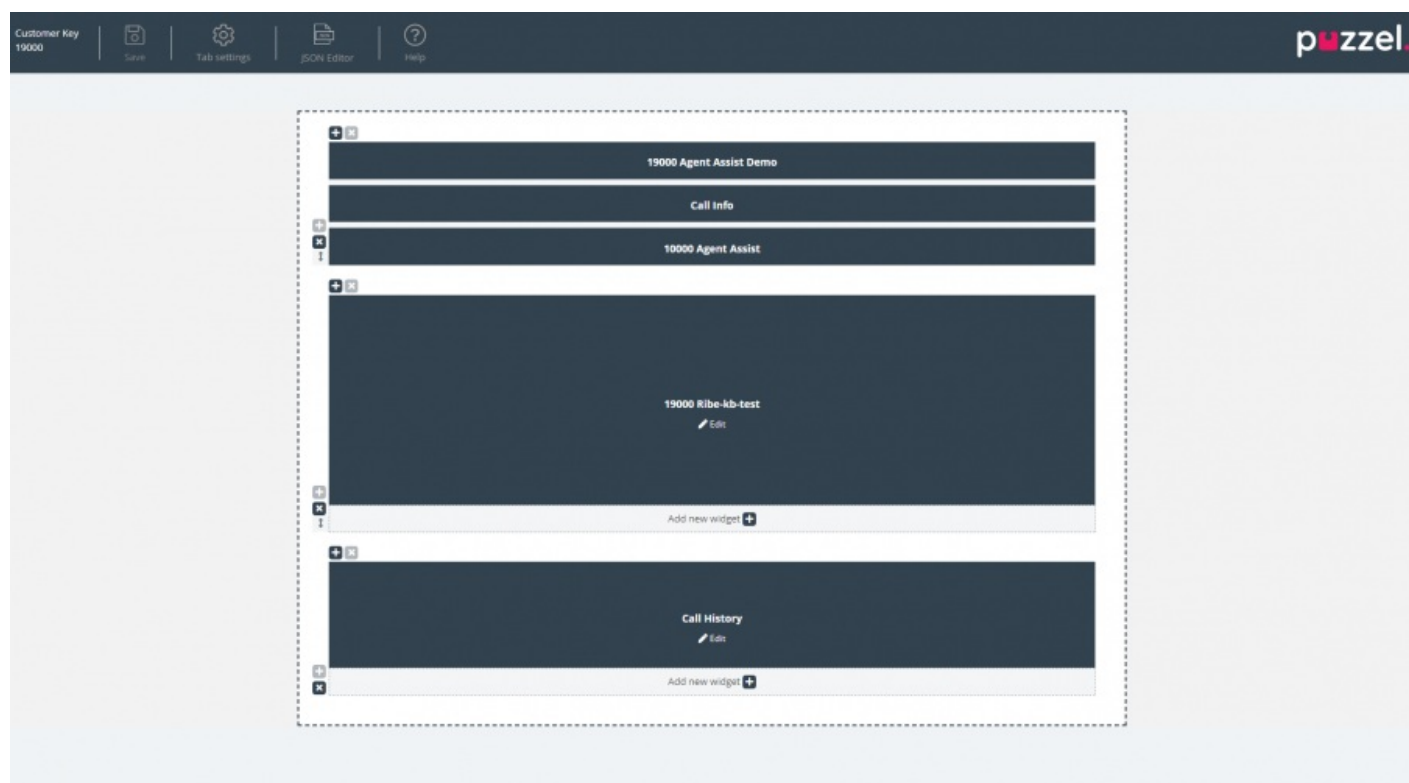 Customer Key
19000
Save
Tab settings
JSON Editor
Help
puzzel.
19000 Agent Assist Demo
Call Info
10000 Agent Assist
19000 Ribe-kb-test
Edit
Add new widget
Call History
Edit
Add new widget